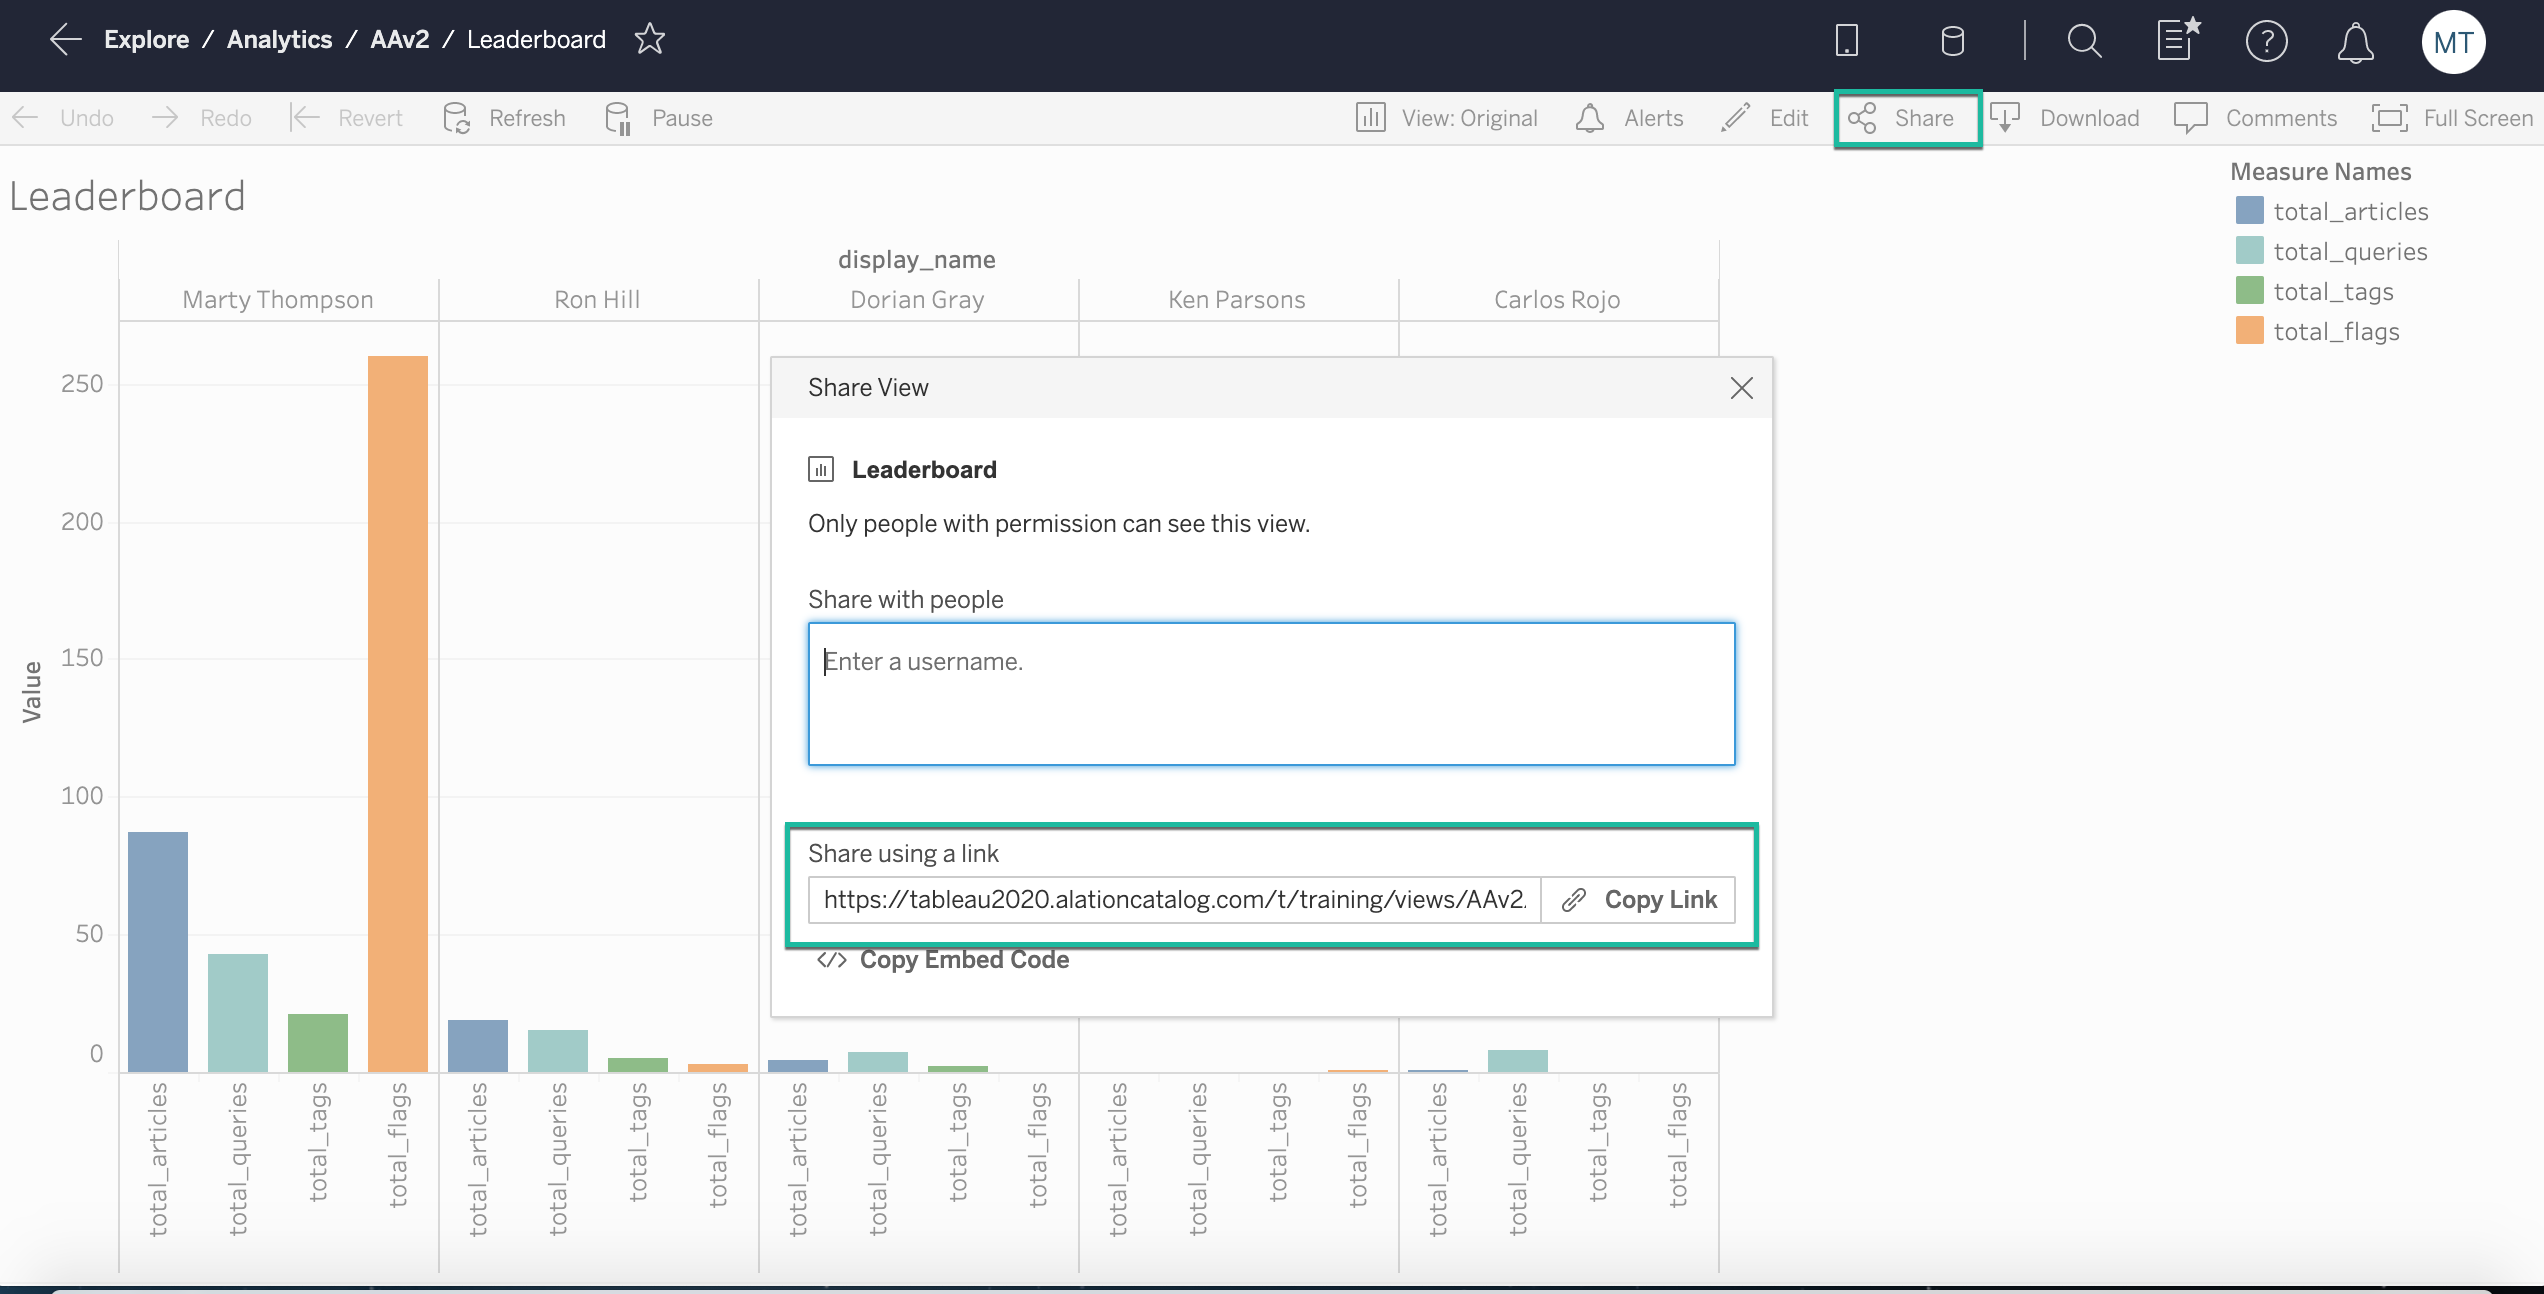 Explore / Analytics / AAv2 / Leaderboard
?
MT
Undo
Redo
Revert
Refresh
Pause
View: Original
Alerts
Edit
Share
Download
Comments
Full Screen
Leaderboard
Measure Names
total_articles
total_queries
total_tags
total_flags
display_name
Marty Thompson
Ron Hill
Dorian Gray
Ken Parsons
Carlos Rojo
Value
250
200
150
100
50
0
Share View
Leaderboard
Only people with permission can see this view.
Share with people
Enter a username.
Share using a link
https://tableau2020.alationcatalog.com/t/training/views/AAv2
Copy Link
</> Copy Embed Code
total_articles
total_queries
total_tags
total_flags
total_articles
total_queries
total_tags
total_flags
total_articles
total_queries
total_tags
total_flags
total_articles
total_queries
total_tags
total_flags
total_articles
total_queries
total_tags
total_flags